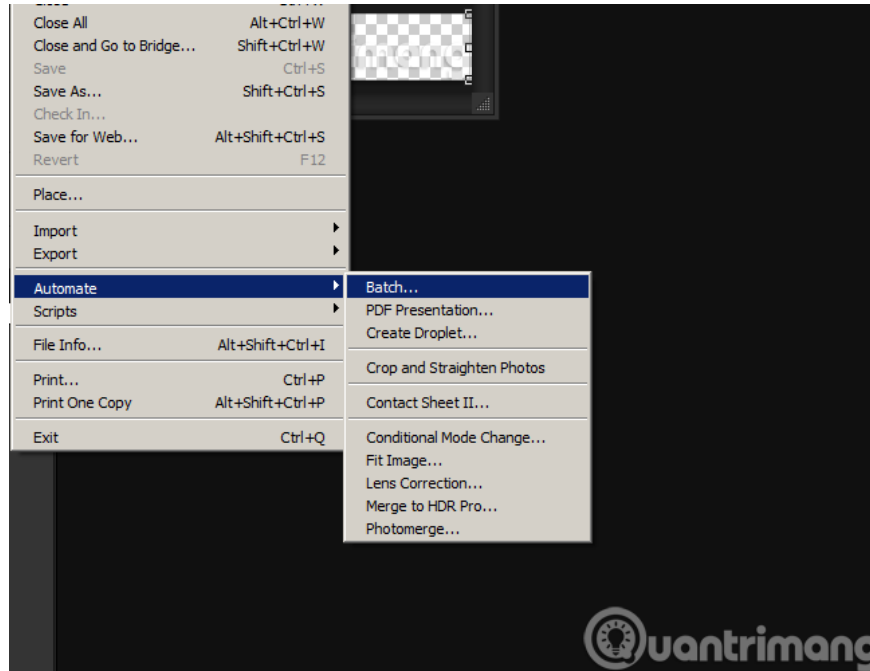 Close All Alt+Ctrl+W
Close and Go to Bridge... Shift+Ctrl+W
Save Ctrl+S
Save As... Shift+Ctrl+S
Check In...
Save for Web... Alt+Shift+Ctrl+S
Revert F12
Place...
Import
Export
Automate
Scripts
File Info... Alt+Shift+Ctrl+I
Print... Ctrl+P
Print One Copy Alt+Shift+Ctrl+P
Exit Ctrl+Q
Batch...
PDF Presentation...
Create Droplet...
Crop and Straighten Photos
Contact Sheet II...
Conditional Mode Change...
Fit Image...
Lens Correction...
Merge to HDR Pro...
Photomerge...
Quantrimang